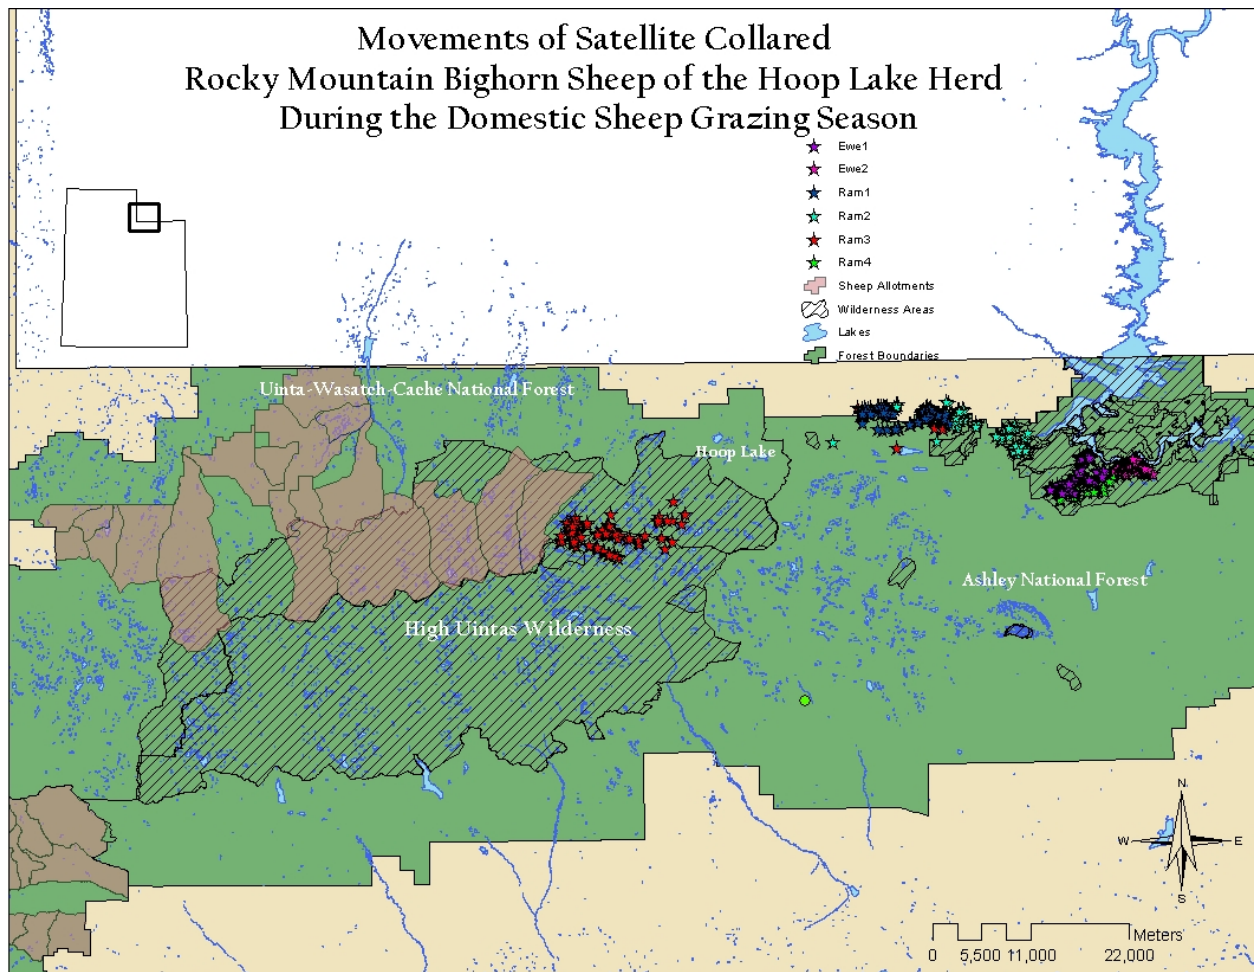 Movements of Satellite Collared
Rocky Mountain Bighorn Sheep of the Hoop Lake Herd
During the Domestic Sheep Grazing Season
Ewe1
Ewe2
Ram1
Ram2
Ram3
Ram4
Sheep Allotments
Wilderness Areas
Lakes
Forest Boundaries
Uinta-Wasatch-Cache National Forest
Hoop Lake
Ashley National Forest
High Uintas Wilderness
N
W E
S
Meters
0 5,500 11,000 22,000